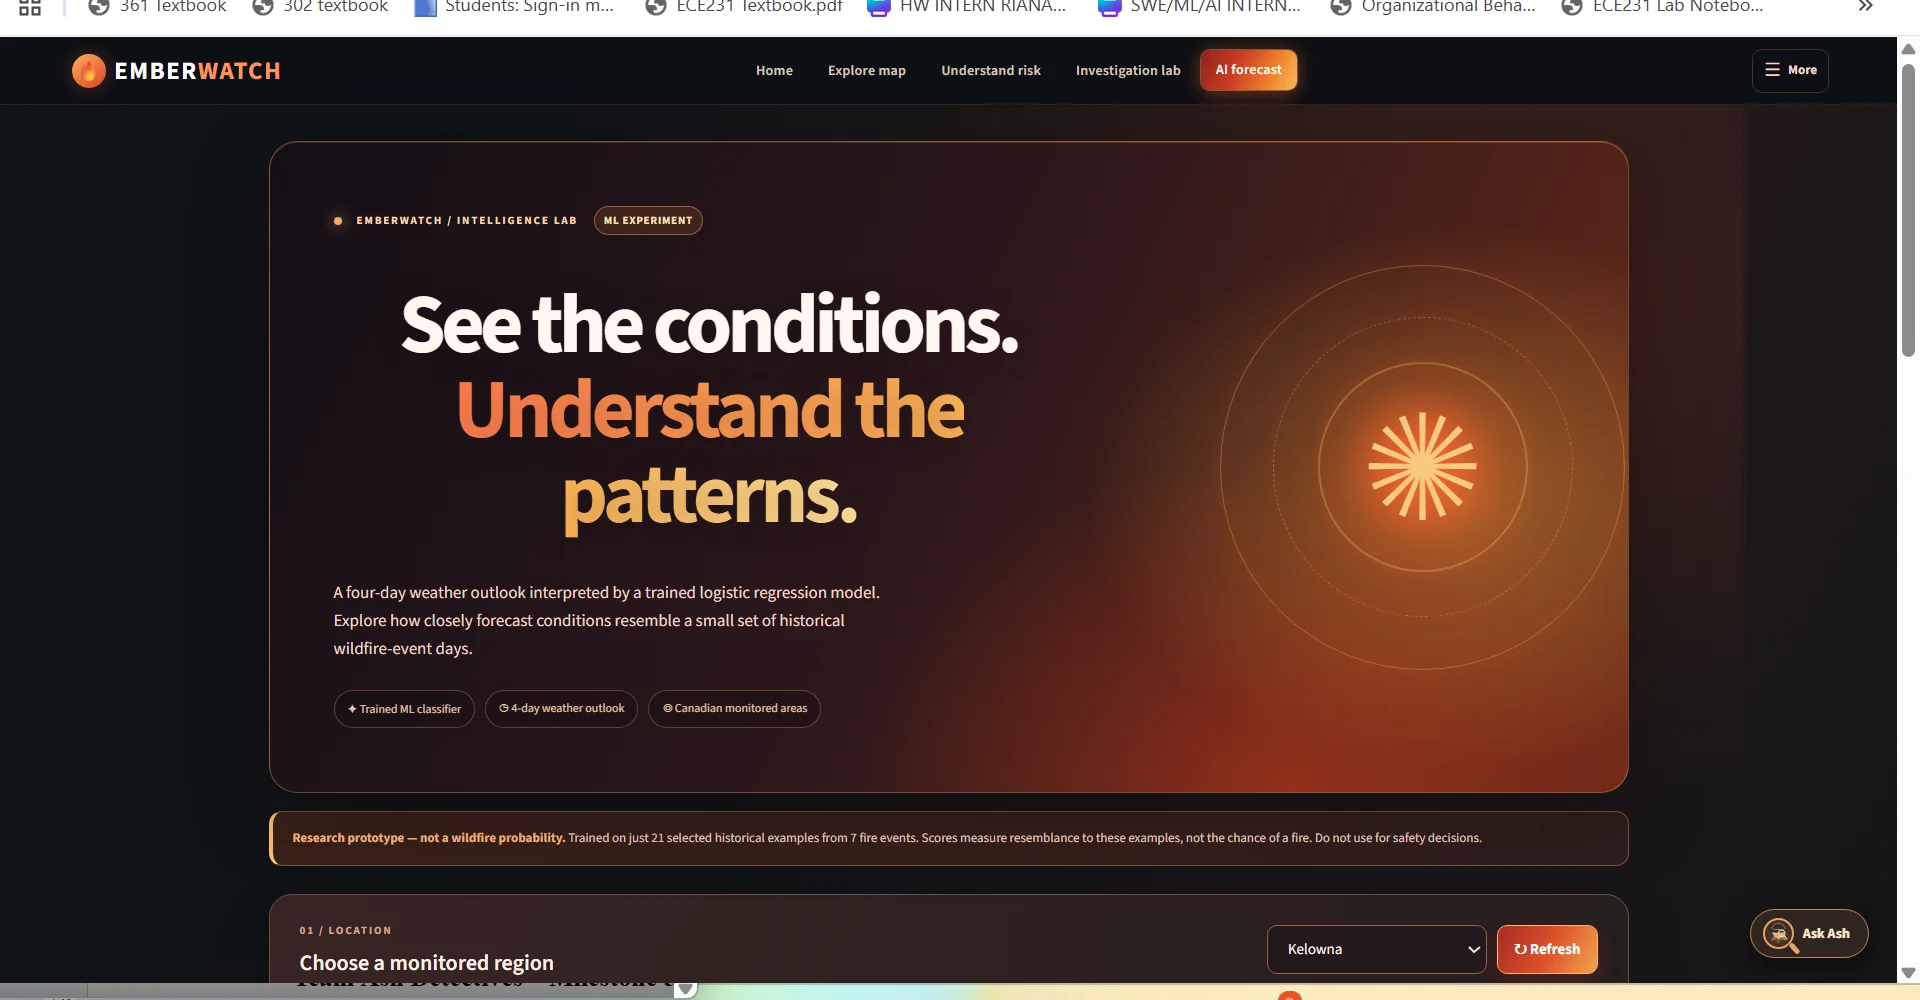 361 Textbook
302 textbook
Students: Sign-in m...
ECE231 Textbook.pdf
HW INTERN RIANA...
SWE/ML/AI INTERN...
Organizational Beha...
ECE231 Lab Notebo...
EMBERWATCH
Home
Explore map
Understand risk
Investigation lab
AI forecast
More
EMBERWATCH / INTELLIGENCE LAB
ML EXPERIMENT
See the conditions.
Understand the
patterns.
A four-day weather outlook interpreted by a trained logistic regression model.
Explore how closely forecast conditions resemble a small set of historical
wildfire-event days.
Trained ML classifier
4-day weather outlook
Canadian monitored areas
Research prototype — not a wildfire probability. Trained on just 21 selected historical examples from 7 fire events. Scores measure resemblance to these examples, not the chance of a fire. Do not use for safety decisions.
01 / LOCATION
Choose a monitored region
Kelowna
Refresh
Ask Ash